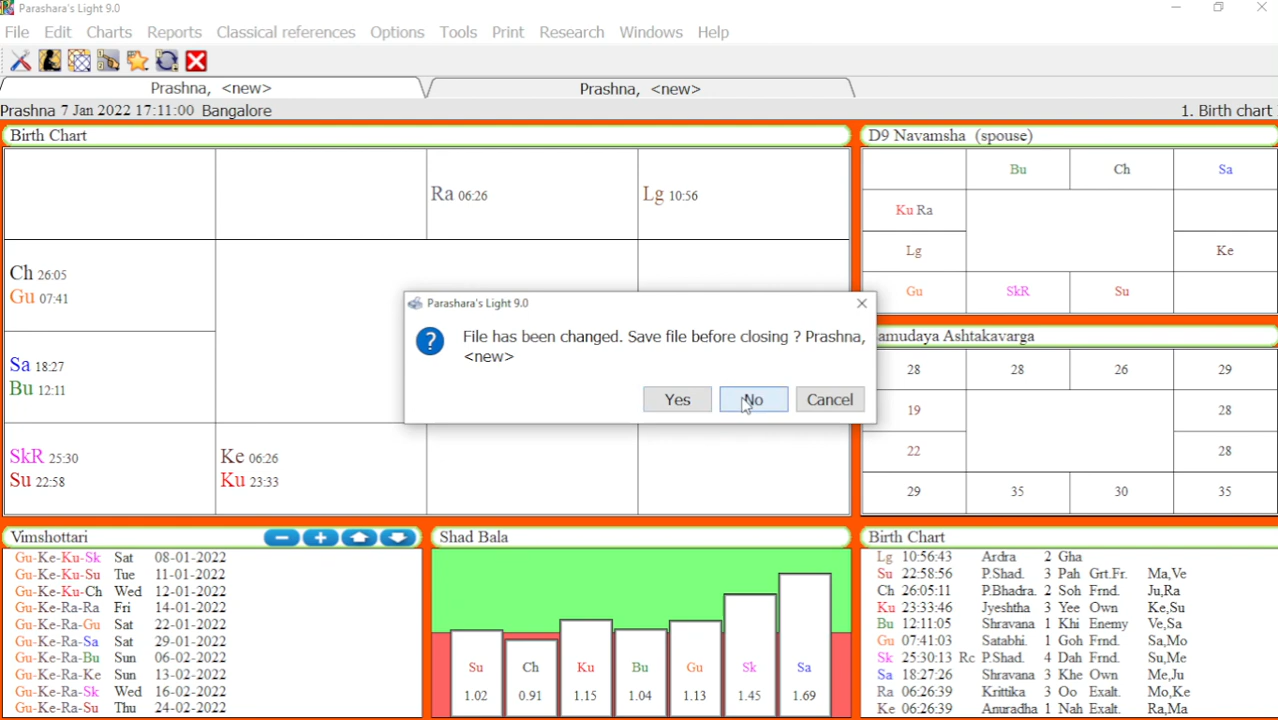 Parashara's Light 9.0
File Edit Charts Reports Classical references Options Tools Print Research Windows Help
Prashna, <new> Prashna, <new>
Prashna 7 Jan 2022 17:11:00 Bangalore 1. Birth chart
Birth Chart
Ra 06:26 Lg 10:56
Ch 26:05
Gu 07:41
Sa 18:27
Bu 12:11
SkR 25:30 Ke 06:26
Su 22:58 Ku 23:33
D9 Navamsha (spouse)
Bu Ch Sa
Ku Ra
Lg Ke
Gu SkR Su
Parashara's Light 9.0
File has been changed. Save file before closing ? Prashna,
<new>
Yes No Cancel
amudaya Ashtakavarga
28 28 26 29
19 28
22 28
29 35 30 35
Vimshottari
Gu-Ke-Ku-Sk Sat 08-01-2022
Gu-Ke-Ku-Su Tue 11-01-2022
Gu-Ke-Ku-Ch Wed 12-01-2022
Gu-Ke-Ra-Ra Fri 14-01-2022
Gu-Ke-Ra-Gu Sat 22-01-2022
Gu-Ke-Ra-Sa Sat 29-01-2022
Gu-Ke-Ra-Bu Sun 06-02-2022
Gu-Ke-Ra-Ke Sun 13-02-2022
Gu-Ke-Ra-Sk Wed 16-02-2022
Gu-Ke-Ra-Su Thu 24-02-2022
Shad Bala
Su Ch Ku Bu Gu Sk Sa
1.02 0.91 1.15 1.04 1.13 1.45 1.69
Birth Chart
Lg 10:56:43 Ardra 2 Gha
Su 22:58:56 P.Shad. 3 Pah Grt.Fr. Ma,Ve
Ch 26:05:11 P.Bhadra. 2 Soh Frnd. Ju,Ra
Ku 23:33:46 Jyeshtha 3 Yee Own Ke,Su
Bu 12:11:05 Shravana 1 Khi Enemy Ve,Sa
Gu 07:41:03 Satabhi. 1 Goh Frnd. Sa,Mo
Sk 25:30:13 Rc P.Shad. 4 Dah Frnd. Su,Me
Sa 18:27:26 Shravana 3 Khe Own Me,Ju
Ra 06:26:39 Krittika 3 Oo Exalt. Mo,Ke
Ke 06:26:39 Anuradha 1 Nah Exalt. Ra,Ma